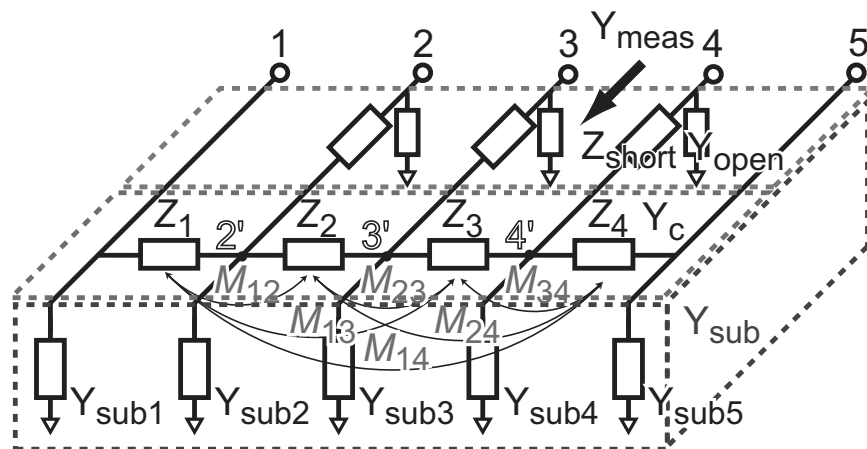 1 2 3 Y_meas 4 5
Z_short Y_open
Z_1 2' Z_2 3' Z_3 4' Z_4 Y_c
M_12 M_23 M_34
M_13 M_24 Y_sub
M_14
Y_sub1 Y_sub2 Y_sub3 Y_sub4 Y_sub5